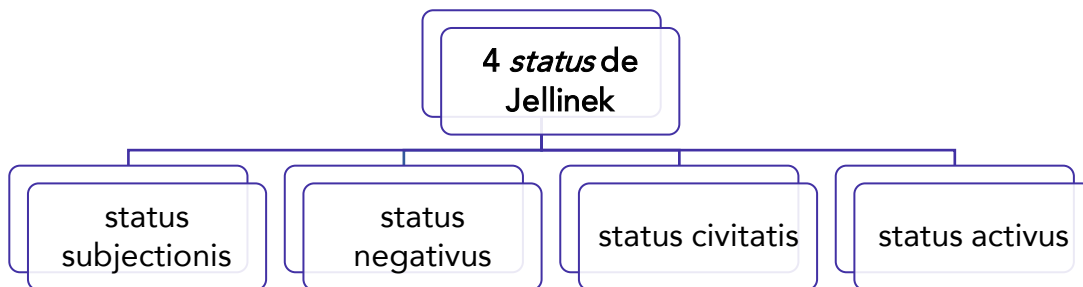 4 status de
Jellinek
status
subjectionis
status
negativus
status civitatis
status activus